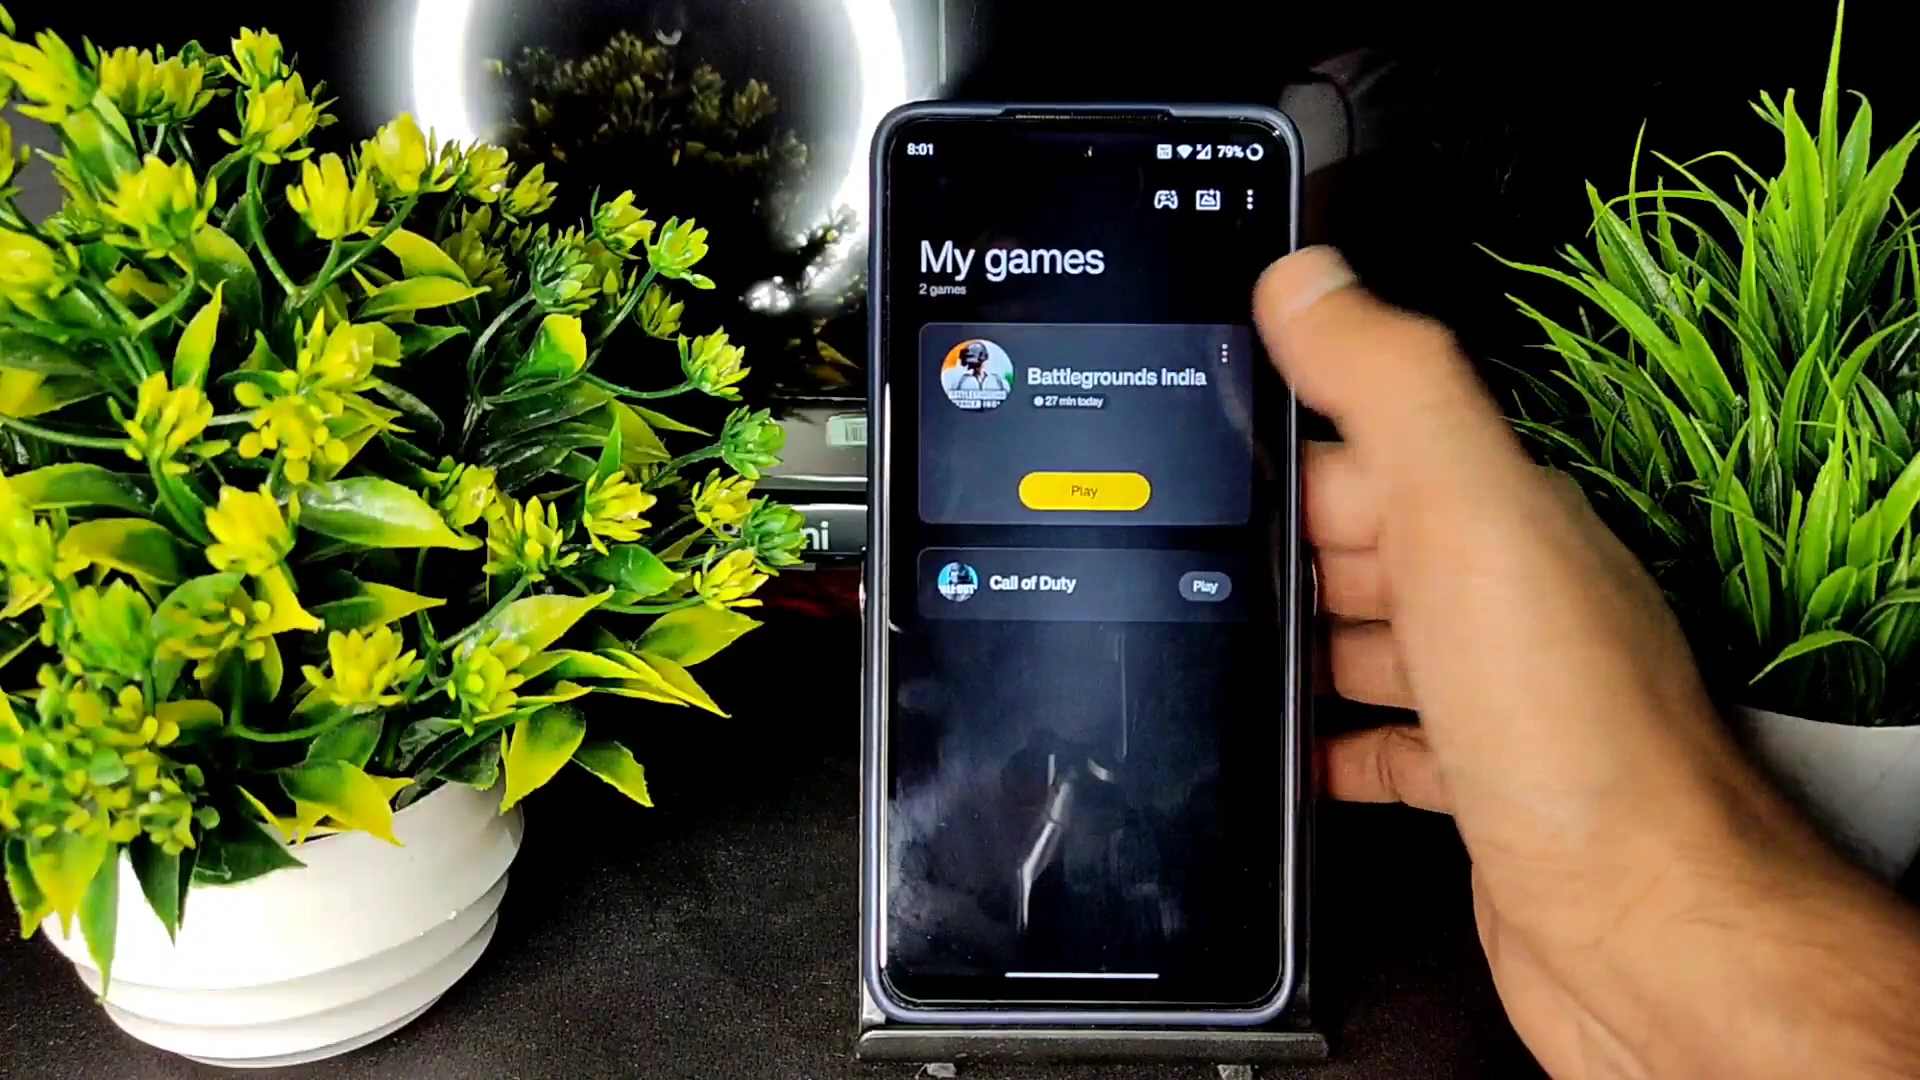 8:01
79%
My games
2 games
Battlegrounds India
27 min today
Play
Call of Duty
Play